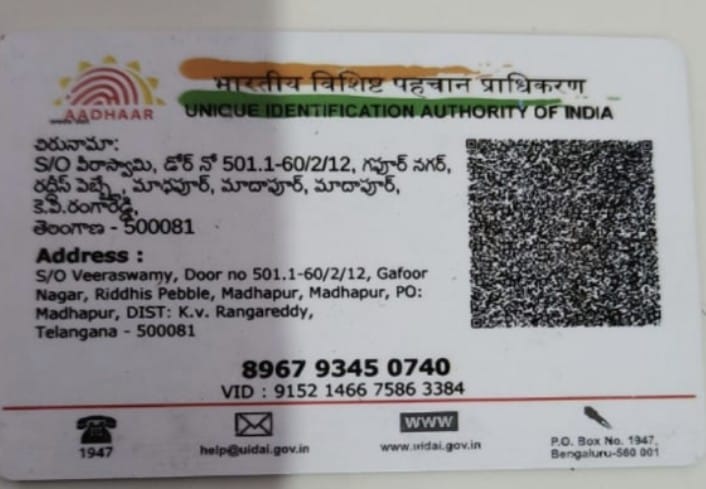 भारतीय विशिष्ट पहचान प्राधिकरण
AADHAAR
UNIQUE IDENTIFICATION AUTHORITY OF INDIA
చిరునామా:
S/O వీరాస్వామి, డోర్ నో 501.1-60/2/12, గఫూర్ నగర్,
మాధపూర్, మాదాపూర్, మాదాపూర్,
కె.వి.రంగారెడ్డి,
తెలంగాణ - 500081
Address :
S/O Veeraswamy, Door no 501.1-60/2/12, Gafoor
Nagar, Riddhis Pebble, Madhapur, Madhapur, PO:
Madhapur, DIST: K.v. Rangareddy,
Telangana - 500081
8967 9345 0740
VID : 9152 1466 7586 3384
1947
help@uidai.gov.in
WWW
www.uidai.gov.in
P.O. Box No. 1947,
Bengaluru-560 001